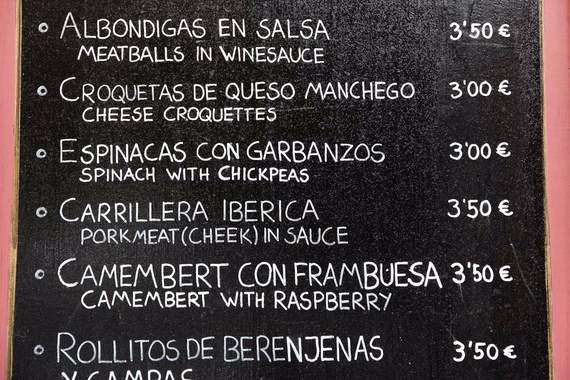 • ALBONDIGAS EN SALSA 3'50 €
MEATBALLS IN WINESAUCE
• CROQUETAS DE QUESO MANCHEGO 3'00 €
CHEESE CROQUETTES
• ESPINACAS CON GARBANZOS 3'00 €
SPINACH WITH CHICKPEAS
• CARRILLERA IBERICA 3'50 €
PORKMEAT (CHEEK) IN SAUCE
• CAMEMBERT CON FRAMBUESA 3'50 €
CAMEMBERT WITH RASPBERRY
• ROLLITOS DE BERENJENAS 3'50 €
Y GAMBAS